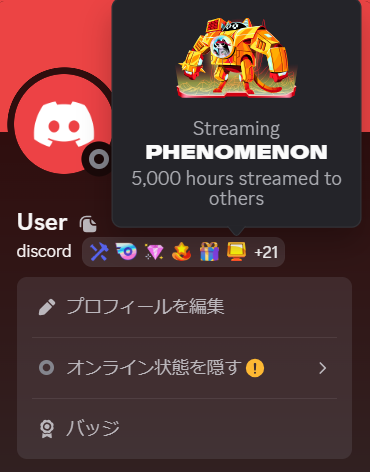 Streaming
PHENOMENON
5,000 hours streamed to
others
User
discord
+21
プロフィールを編集
オンライン状態を隠す
バッジ